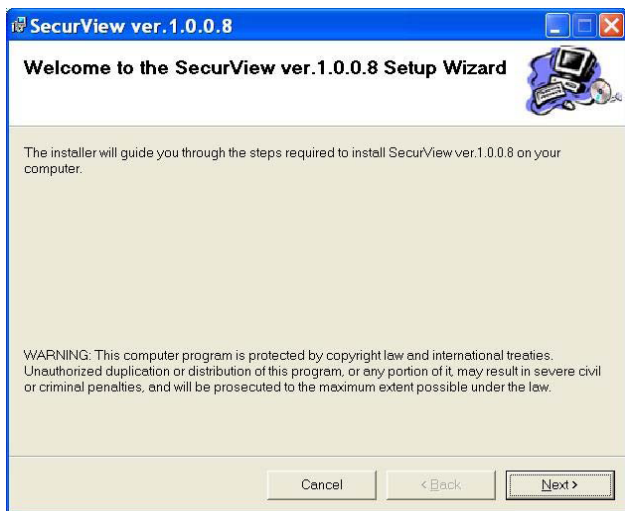 SecurView ver.1.0.0.8
Welcome to the SecurView ver.1.0.0.8 Setup Wizard
The installer will guide you through the steps required to install SecurView ver.1.0.0.8 on your
computer.
WARNING: This computer program is protected by copyright law and international treaties.
Unauthorized duplication or distribution of this program, or any portion of it, may result in severe civil
or criminal penalties, and will be prosecuted to the maximum extent possible under the law.
Cancel
< Back
Next >